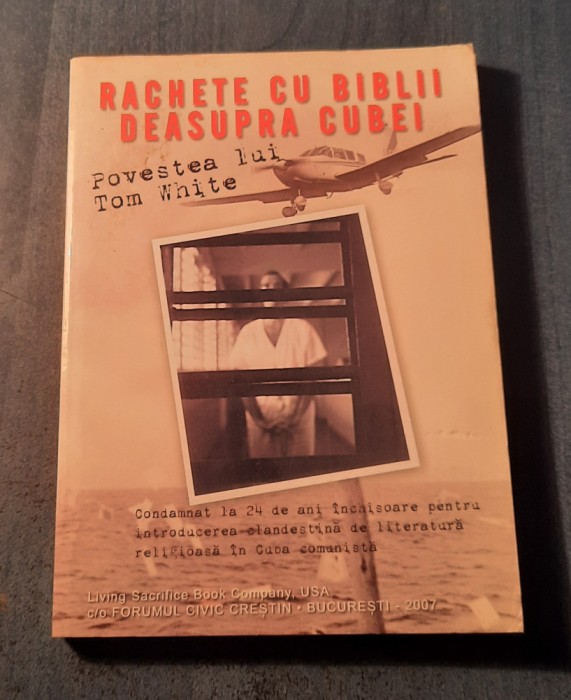 RACHETE CU BIBLII
DEASUPRA CUBEI
Povestea lui
Tom White
Condamnat la 24 de ani închisoare pentru
introducerea clandestină de literatură
religioasă în Cuba comunistă
Living Sacrifice Book Company, USA
c/o FORUMUL CIVIC CREȘTIN • BUCUREȘTI - 2007